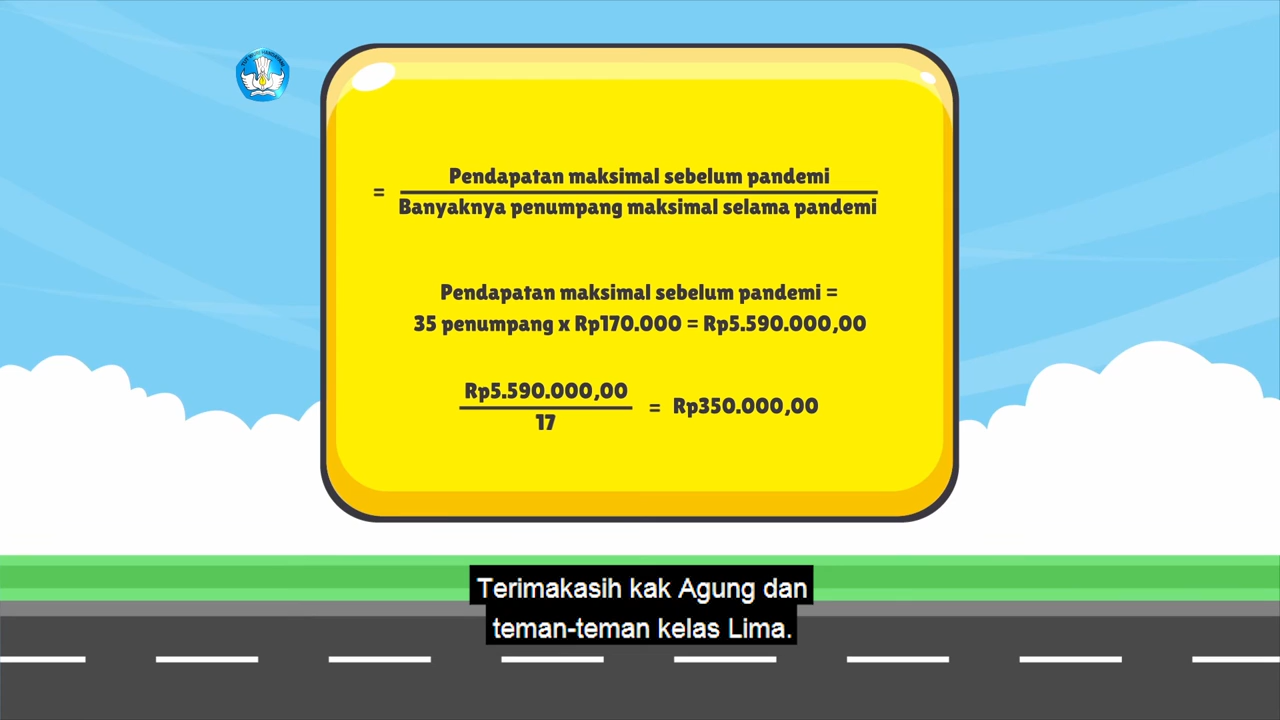 = Pendapatan maksimal sebelum pandemi
Banyaknya penumpang maksimal selama pandemi
Pendapatan maksimal sebelum pandemi =
35 penumpang x Rp170.000 = Rp5.590.000,00
Rp5.590.000,00
17
= Rp350.000,00
Terimakasih kak Agung dan
teman-teman kelas Lima.